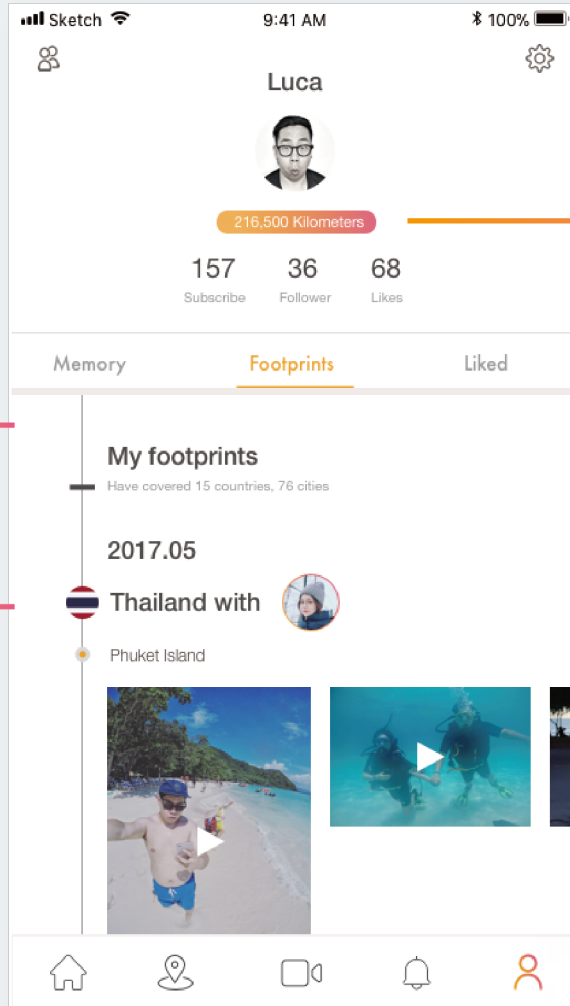 Sketch 9:41 AM 100%
Luca
216,500 Kilometers
157 36 68
Subscribe Follower Likes
Memory Footprints Liked
My footprints
Have covered 15 countries, 76 cities
2017.05
Thailand with
Phuket Island